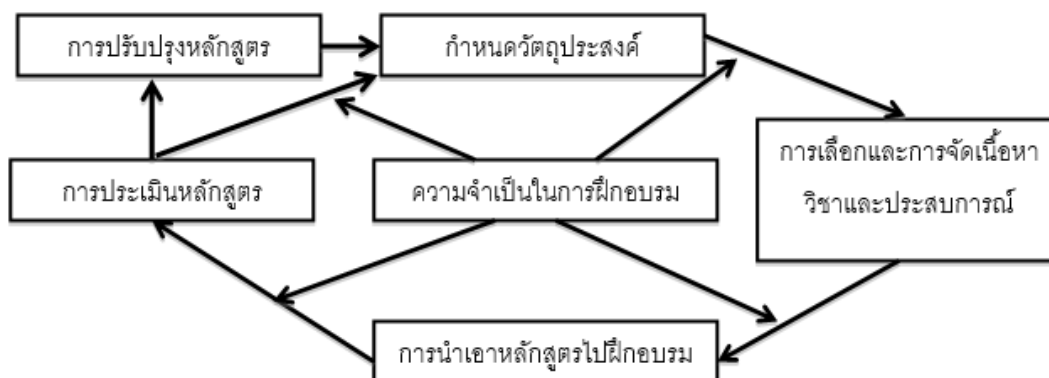 การปรับปรุงหลักสูตร
กำหนดวัตถุประสงค์
การเลือกและการจัดเนื้อหา
วิชาและประสบการณ์
การประเมินหลักสูตร
ความจำเป็นในการฝึกอบรม
การนำเอาหลักสูตรไปฝึกอบรม